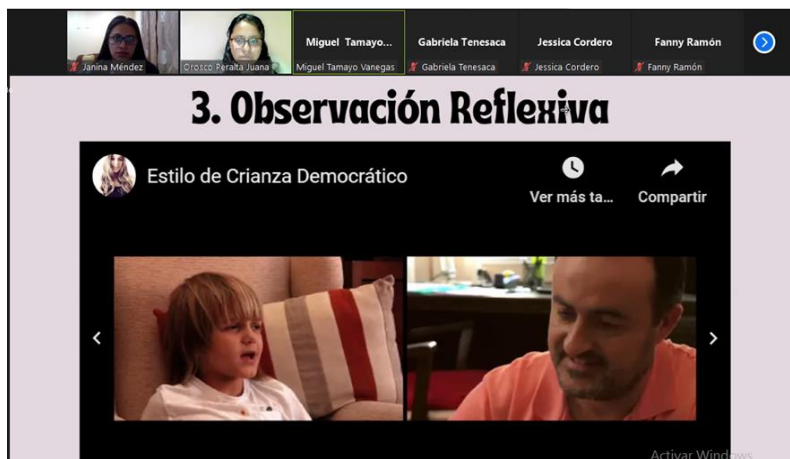 Miguel Tamayo...
Gabriela Tenesaca
Jessica Cordero
Fanny Ramón
Janina Méndez
Orosco Peralta Juana
Miguel Tamayo Vanegas
Gabriela Tenesaca
Jessica Cordero
Fanny Ramón
3. Observación Reflexiva
Estilo de Crianza Democrático
Ver más ta...
Compartir
Activar Windows